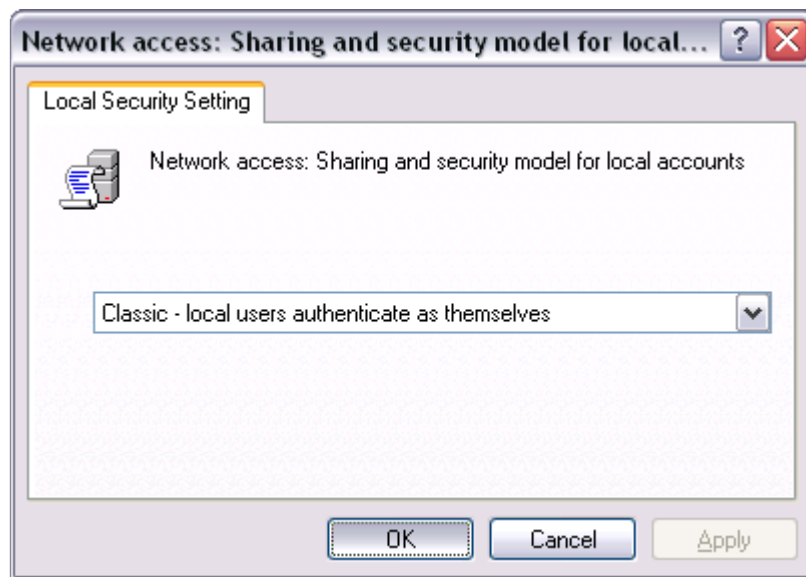 Network access: Sharing and security model for local...
Local Security Setting
Network access: Sharing and security model for local accounts
Classic - local users authenticate as themselves
OK
Cancel
Apply